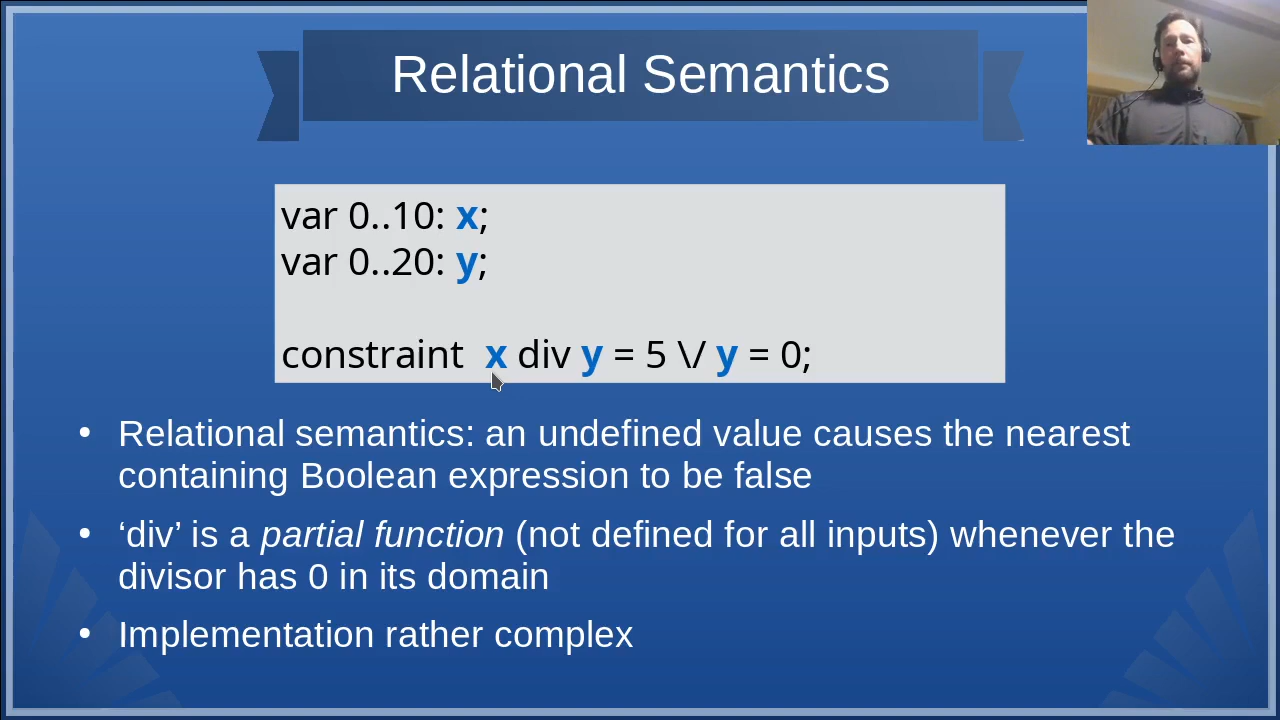 Relational Semantics
var 0..10: x;
var 0..20: y;
constraint x div y = 5 \/ y = 0;
• Relational semantics: an undefined value causes the nearest
containing Boolean expression to be false
• ‘div’ is a partial function (not defined for all inputs) whenever the
divisor has 0 in its domain
• Implementation rather complex